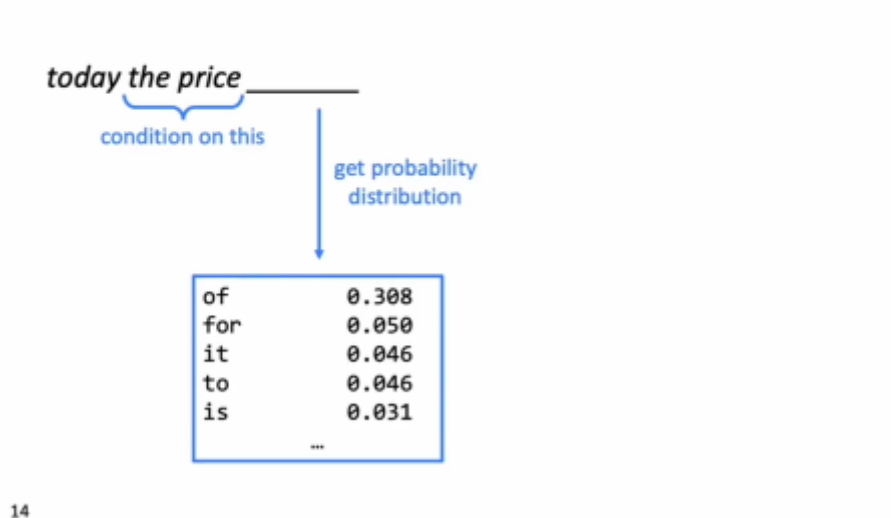 today the price ______
condition on this
get probability
distribution
of 0.308
for 0.050
it 0.046
to 0.046
is 0.031
…
14